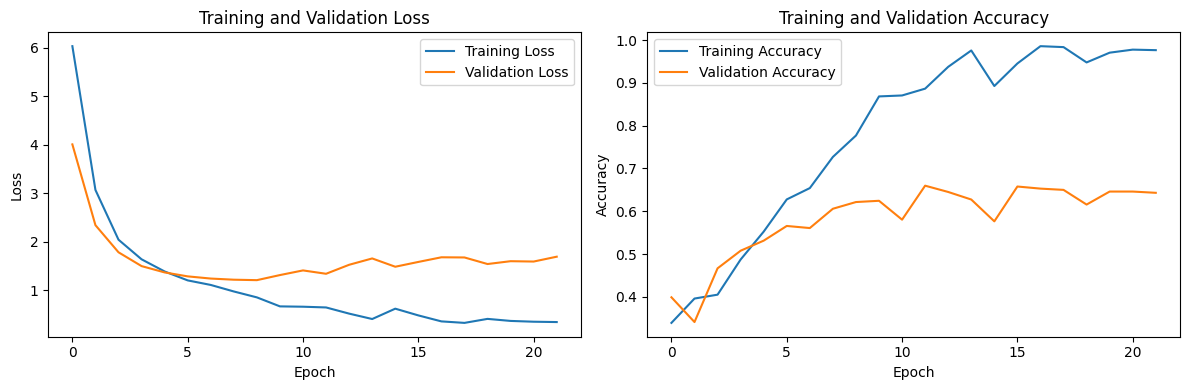 Training and Validation Loss
Training Loss
Validation Loss
Loss
6
5
4
3
2
1
0
5
10
15
20
Epoch
Training and Validation Accuracy
Training Accuracy
Validation Accuracy
Accuracy
1.0
0.9
0.8
0.7
0.6
0.5
0.4
0
5
10
15
20
Epoch